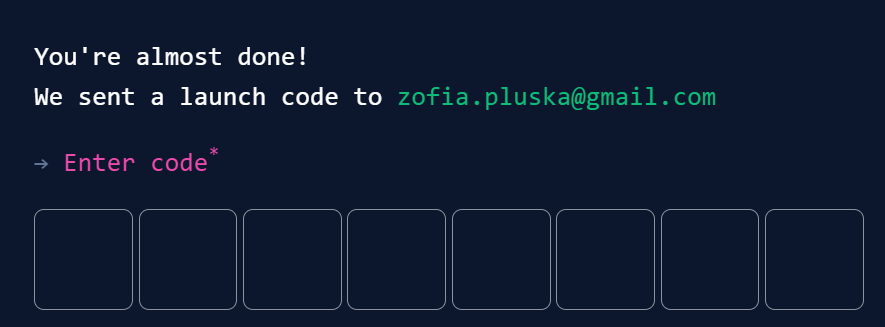 You're almost done!
We sent a launch code to zofia.pluska@gmail.com
→ Enter code*